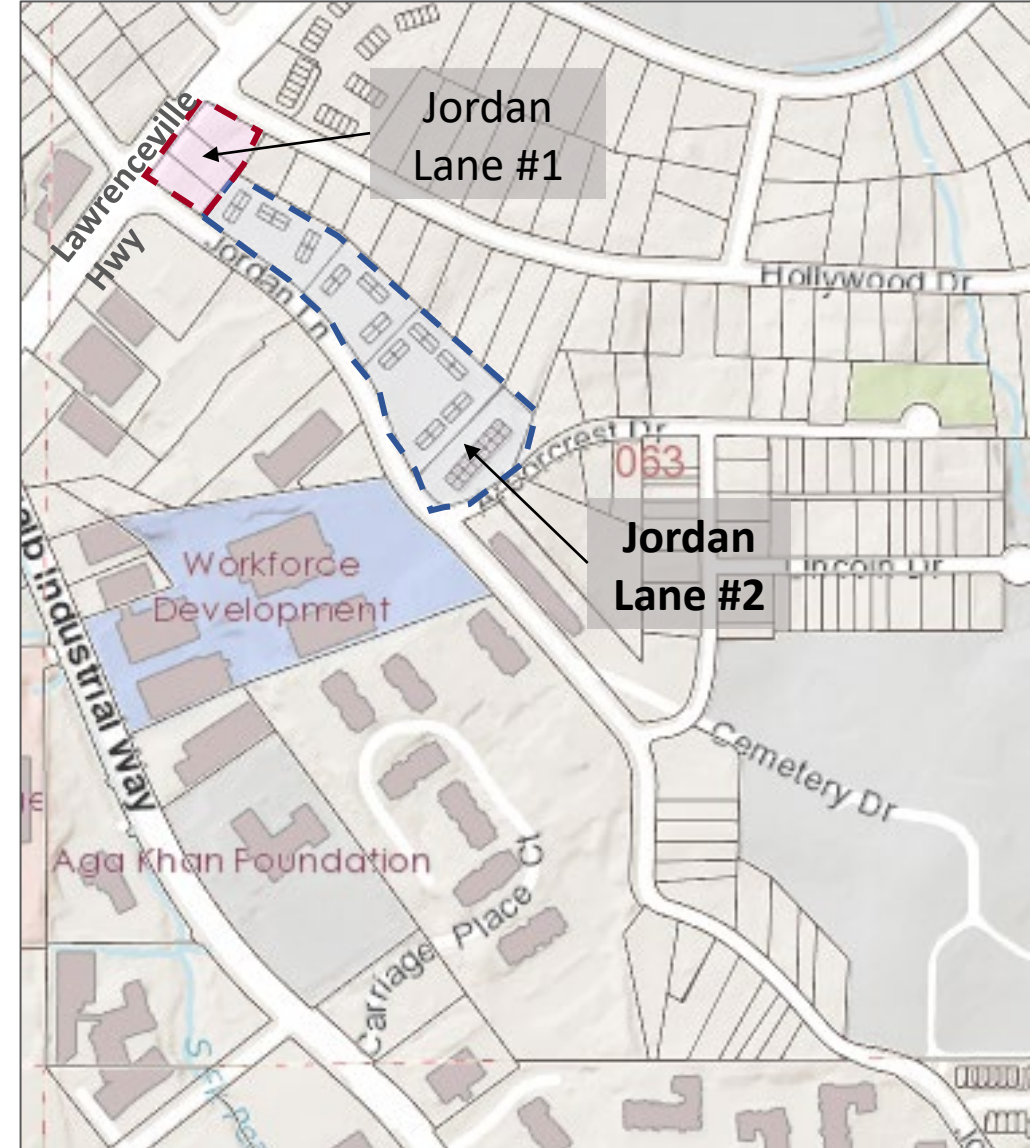 Jordan
Lane #1
Lawrenceville
Hwy
Jordan Ln
Hollywood Dr
063
Jordan
Lane #2
Lincoln Dr
Workforce
Development
Industrial Way
Cemetery Dr
Aga Khan Foundation
Carriage Place Ct